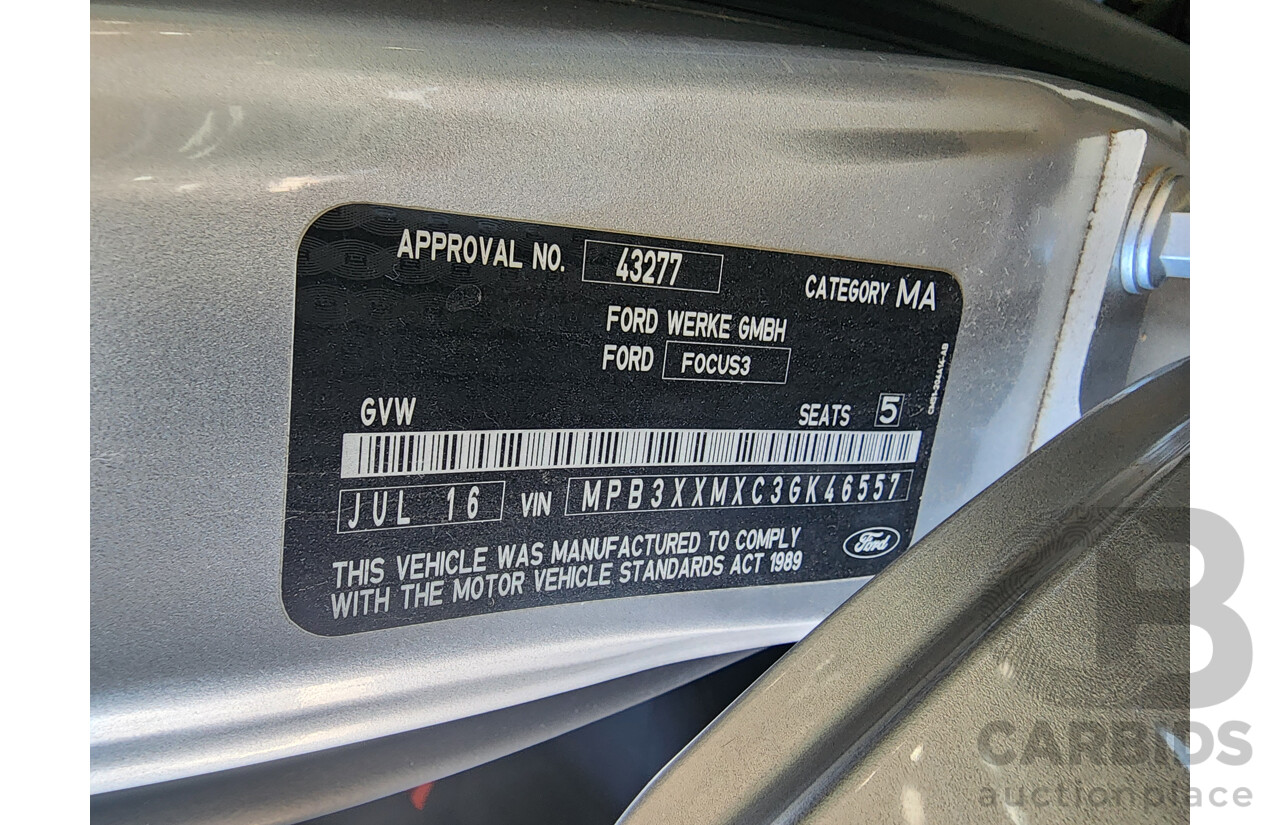 APPROVAL NO. 43277
CATEGORY MA
FORD WERKE GMBH
FORD FOCUS3
GVW
SEATS 5
JUL 16 VIN MPB3XXMXC3GK46557
THIS VEHICLE WAS MANUFACTURED TO COMPLY
WITH THE MOTOR VEHICLE STANDARDS ACT 1989
Ford
B
CARBIDS
auctionplace